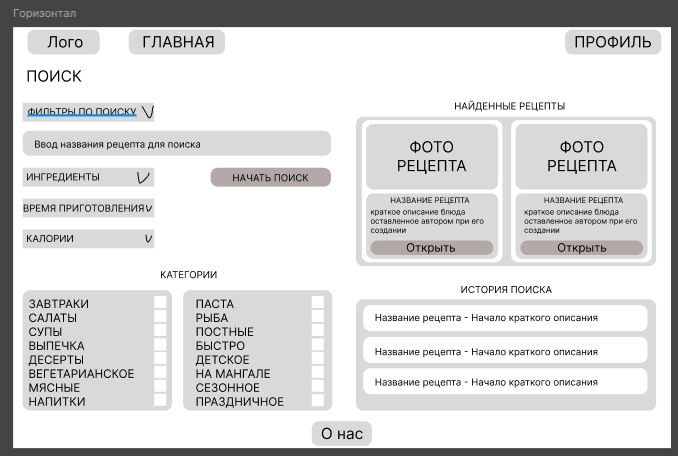 Горизонтал
Лого
ГЛАВНАЯ
ПРОФИЛЬ
ПОИСК
ФИЛЬТРЫ ПО ПОИСКУ
Ввод названия рецепта для поиска
ИНГРЕДИЕНТЫ
НАЧАТЬ ПОИСК
ВРЕМЯ ПРИГОТОВЛЕНИЯ
КАЛОРИИ
КАТЕГОРИИ
ЗАВТРАКИ
САЛАТЫ
СУПЫ
ВЫПЕЧКА
ДЕСЕРТЫ
ВЕГЕТАРИАНСКОЕ
МЯСНЫЕ
НАПИТКИ
ПАСТА
РЫБА
ПОСТНЫЕ
БЫСТРО
ДЕТСКОЕ
НА МАНГАЛЕ
СЕЗОННОЕ
ПРАЗДНИЧНОЕ
НАЙДЕННЫЕ РЕЦЕПТЫ
ФОТО
РЕЦЕПТА
НАЗВАНИЕ РЕЦЕПТА
краткое описание блюда
оставленное автором при его
создании
Открыть
ФОТО
РЕЦЕПТА
НАЗВАНИЕ РЕЦЕПТА
краткое описание блюда
оставленное автором при его
создании
Открыть
ИСТОРИЯ ПОИСКА
Название рецепта - Начало краткого описания
Название рецепта - Начало краткого описания
Название рецепта - Начало краткого описания
О нас